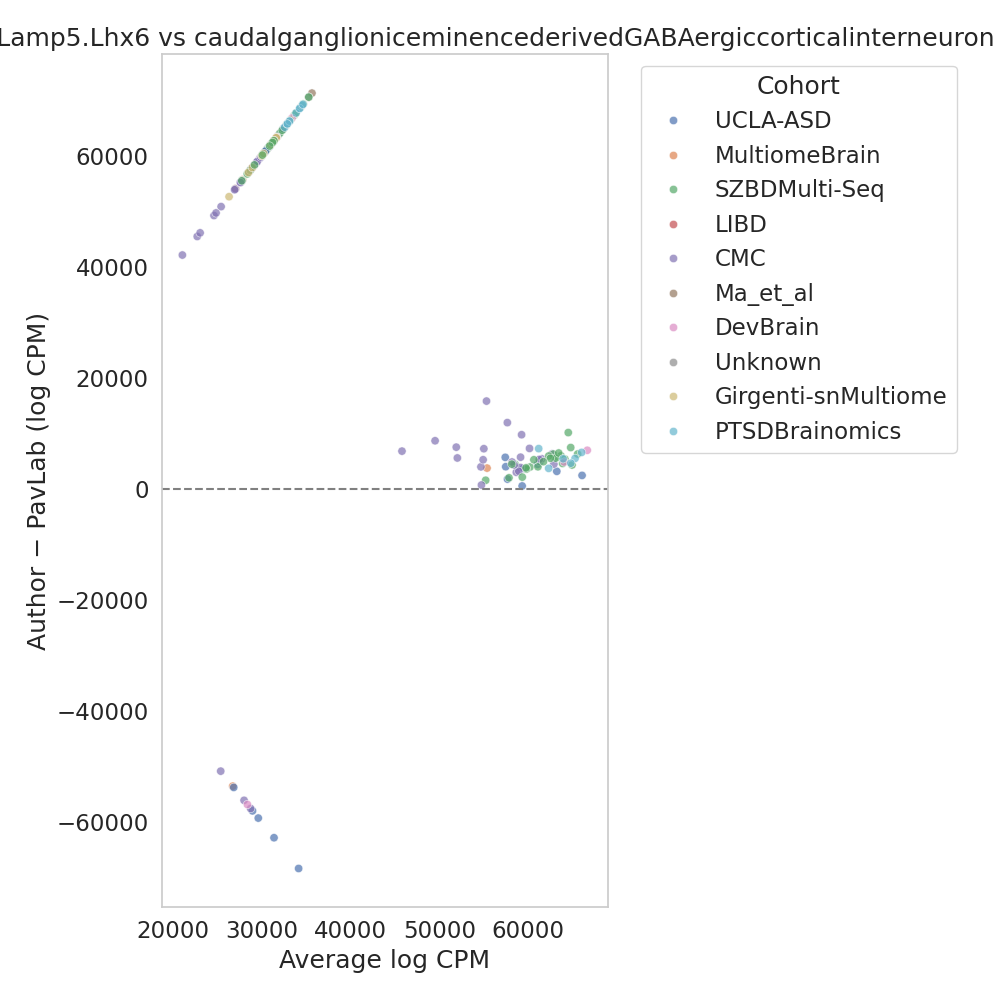 Lamp5.Lhx6 vs caudalganglioniceminencederivedGABAergiccorticalinterneuron
Author − PavLab (log CPM)
60000
40000
20000
0
−20000
−40000
−60000
20000 30000 40000 50000 60000
Average log CPM
Cohort
UCLA-ASD
MultiomeBrain
SZBDMulti-Seq
LIBD
CMC
Ma_et_al
DevBrain
Unknown
Girgenti-snMultiome
PTSDBrainomics